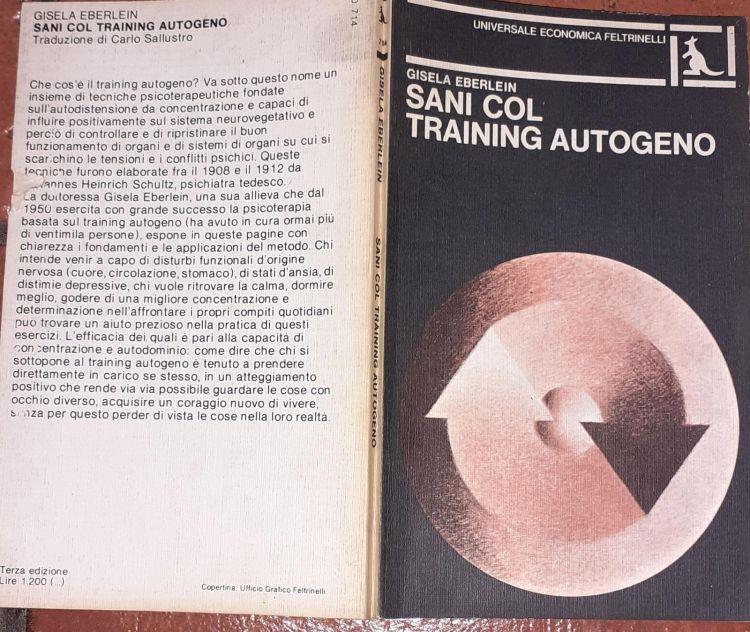 GISELA EBERLEIN
SANI COL TRAINING AUTOGENO
Traduzione di Carlo Sallustro
Che cos'è il training autogeno? Va sotto questo nome un
insieme di tecniche psicoterapeutiche fondate
sull'autodistensione da concentrazione e capaci di
influire positivamente sul sistema neurovegetativo e
perciò di controllare e di ripristinare il buon
funzionamento di organi e di sistemi di organi su cui si
scarichino le tensioni e i conflitti psichici. Queste
tecniche furono elaborate fra il 1908 e il 1912 da
annes Heinrich Schultz, psichiatra tedesco.
La dottoressa Gisela Eberlein, una sua allieva che dal
1950 esercita con grande successo la psicoterapia
basata sul training autogeno (ha avuto in cura ormai più
di ventimila persone), espone in queste pagine con
chiarezza i fondamenti e le applicazioni del metodo. Chi
intende venir a capo di disturbi funzionali d'origine
nervosa (cuore, circolazione, stomaco), di stati d'ansia, di
distimie depressive, chi vuole ritrovare la calma, dormire
meglio, godere di una migliore concentrazione e
determinazione nell'affrontare i propri compiti quotidiani
può trovare un aiuto prezioso nella pratica di questi
esercizi. L'efficacia dei quali è pari alla capacità di
concentrazione e autodominio: come dire che chi si
sottopone al training autogeno è tenuto a prendere
direttamente in carico se stesso, in un atteggiamento
positivo che rende via via possibile guardare le cose con
occhio diverso, acquisire un coraggio nuovo di vivere,
senza per questo perder di vista le cose nella loro realtà.
Terza edizione
Lire 1.200 (...)
Copertina: Ufficio Grafico Feltrinelli
714
GISELA EBERLEIN
SANI COL TRAINING AUTOGENO
UNIVERSALE ECONOMICA FELTRINELLI
GISELA EBERLEIN
SANI COL
TRAINING AUTOGENO